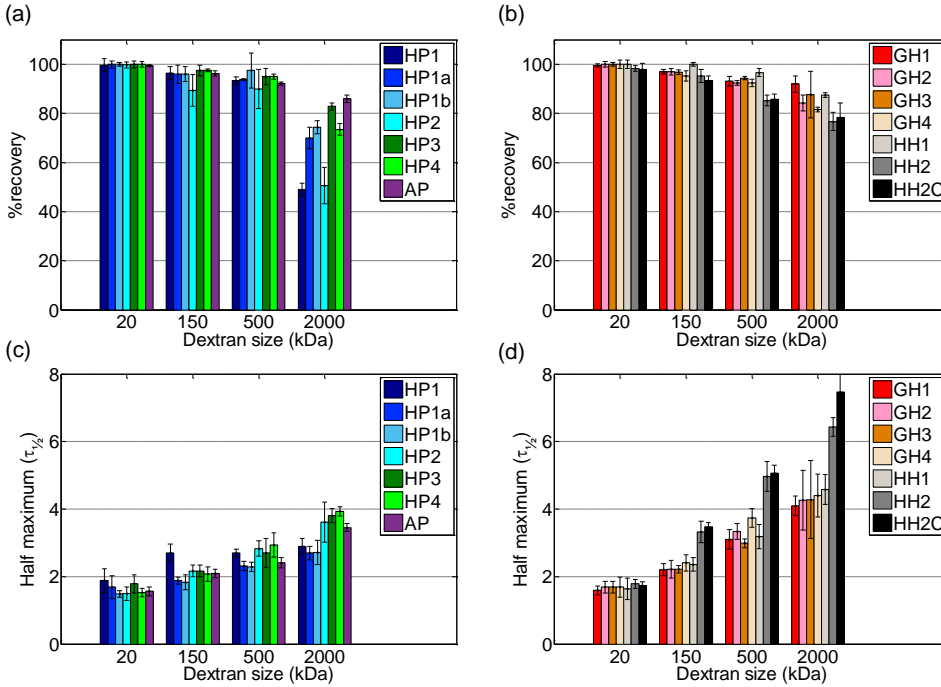 (a)
%recovery
100
80
60
40
20
0
HP1
HP1a
HP1b
HP2
HP3
HP4
AP
20 150 500 2000
Dextran size (kDa)
(b)
%recovery
100
80
60
40
20
0
GH1
GH2
GH3
GH4
HH1
HH2
HH2O
20 150 500 2000
Dextran size (kDa)
(c)
Half maximum (τ½)
8
6
4
2
0
HP1
HP1a
HP1b
HP2
HP3
HP4
AP
20 150 500 2000
Dextran size (kDa)
(d)
Half maximum (τ½)
8
6
4
2
0
GH1
GH2
GH3
GH4
HH1
HH2
20 150 500 2000
Dextran size (kDa)